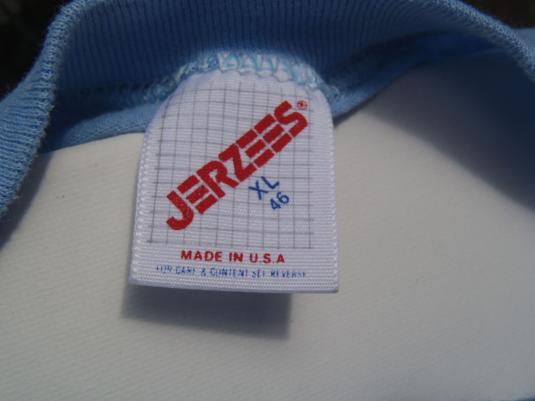 JERZEES®
XL
46
MADE IN U.S.A
FOR CARE & CONTENT SEE REVERSE